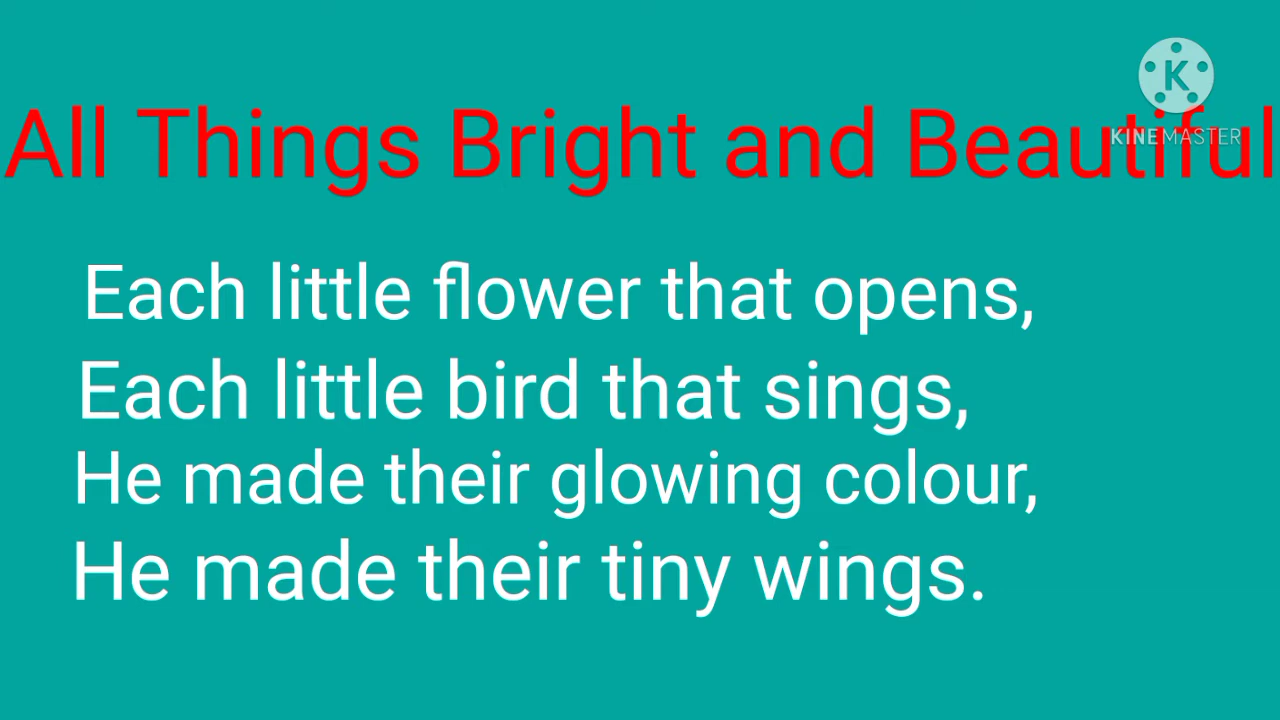 K
KINEMASTER
All Things Bright and Beautiful
Each little flower that opens,
Each little bird that sings,
He made their glowing colour,
He made their tiny wings.